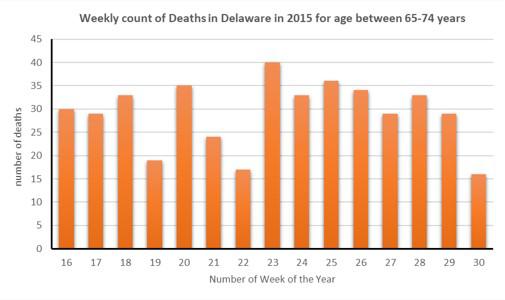 Weekly count of Deaths in Delaware in 2015 for age between 65-74 years
45
40
35
30
25
20
15
10
5
0
number of deaths
16 17 18 19 20 21 22 23 24 25 26 27 28 29 30
Number of Week of the Year